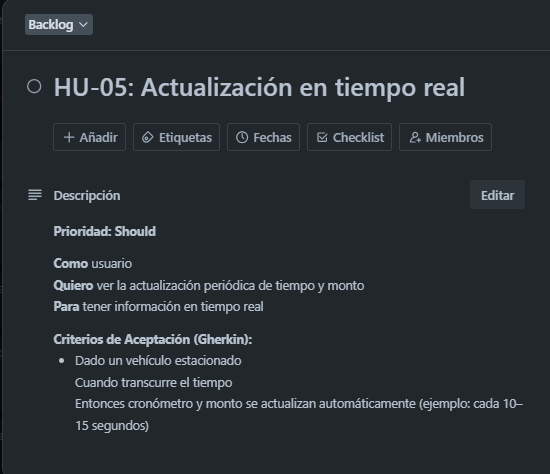 Backlog
HU-05: Actualización en tiempo real
Añadir
Etiquetas
Fechas
Checklist
Miembros
Descripción
Editar
Prioridad: Should
Como usuario
Quiero ver la actualización periódica de tiempo y monto
Para tener información en tiempo real
Criterios de Aceptación (Gherkin):
Dado un vehículo estacionado
Cuando transcurre el tiempo
Entonces cronómetro y monto se actualizan automáticamente (ejemplo: cada 10–
15 segundos)